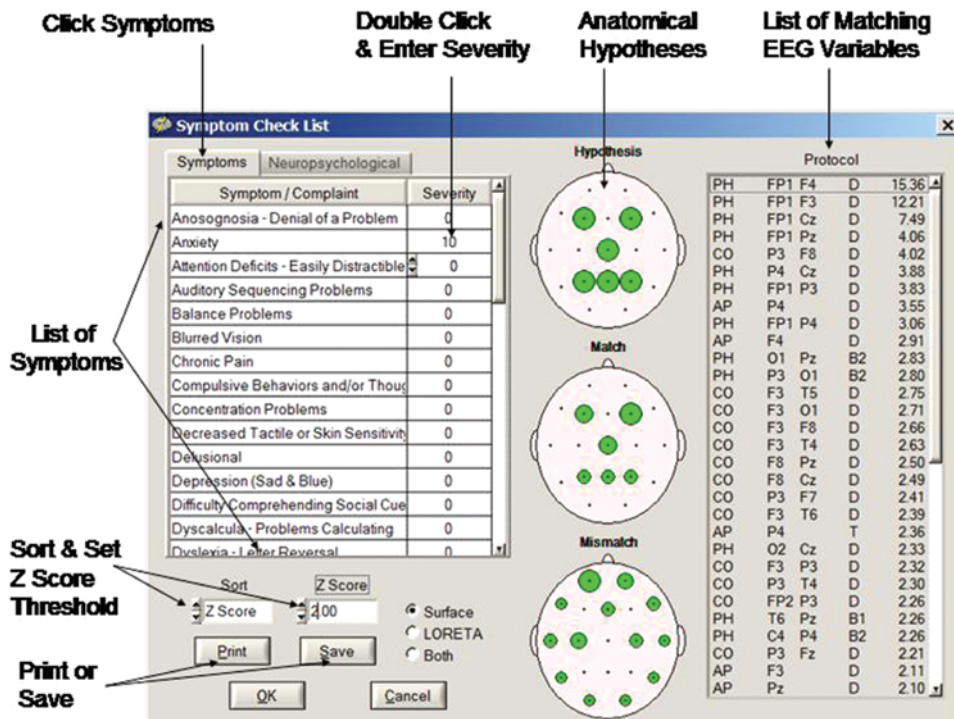 Click Symptoms
Double Click
& Enter Severity
Anatomical
Hypotheses
List of Matching
EEG Variables
Symptom Check List
Symptoms
Neuropsychological
Symptom / Complaint Severity
Anosognosia - Denial of a Problem 0
Anxiety 10
Attention Deficits - Easily Distractible 0
Auditory Sequencing Problems 0
Balance Problems 0
Blurred Vision 0
Chronic Pain 0
Compulsive Behaviors and/or Thoug 0
Concentration Problems 0
Decreased Tactile or Skin Sensitivity 0
Delusional 0
Depression (Sad & Blue) 0
Difficulty Comprehending Social Cue 0
Dyscalcula - Problems Calculating 0
Dyslexia - Letter Reversal 0
List of
Symptoms
Sort & Set
Z Score
Threshold
Print or
Save
Sort
Z Score
Z Score
2.00
Surface
LORETA
Both
Print
Save
OK
Cancel
Hypothesis
Match
Mismatch
Protocol
PH FP1 F4 D 15.36
PH FP1 F3 D 12.21
PH FP1 Cz D 7.49
PH FP1 Pz D 4.06
CO P3 F8 D 4.02
PH P4 Cz D 3.88
PH FP1 P3 D 3.83
AP P4 D 3.55
PH FP1 P4 D 3.06
AP F4 D 2.91
PH O1 Pz B2 2.83
PH P3 O1 B2 2.80
CO F3 T5 D 2.75
CO F3 O1 D 2.71
CO F3 F8 D 2.66
CO F3 T4 D 2.63
CO F8 Pz D 2.50
CO F8 Cz D 2.49
CO P3 F7 D 2.41
CO F3 T6 D 2.39
AP P4 T 2.36
PH O2 Cz D 2.33
CO F3 P3 D 2.32
CO P3 T4 D 2.30
CO FP2 P3 D 2.26
PH T6 Pz B1 2.26
PH C4 P4 B2 2.26
CO P3 Fz D 2.21
AP F3 D 2.11
AP Pz D 2.10